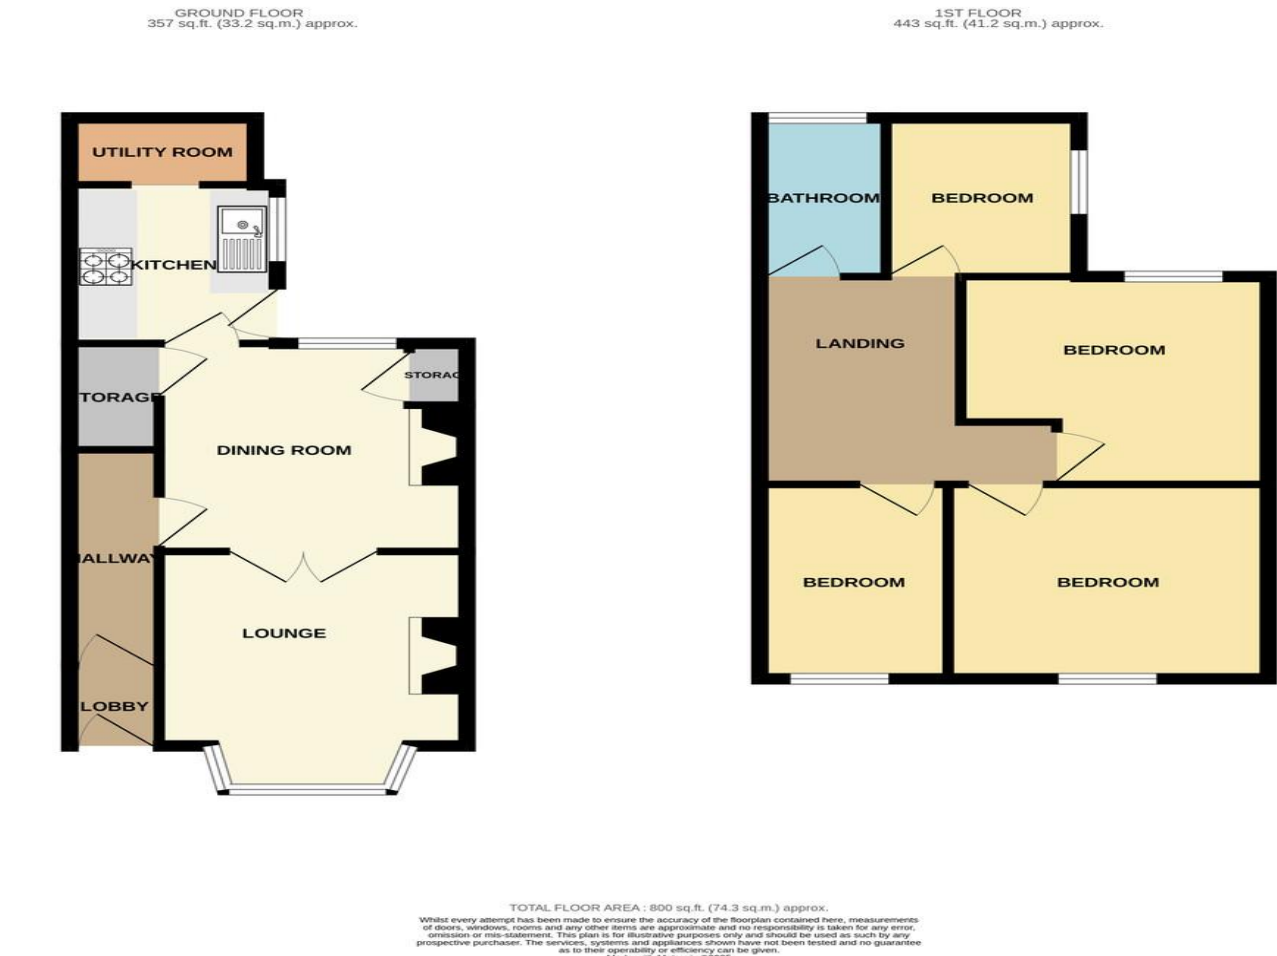 GROUND FLOOR
357 sq.ft. (33.2 sq.m.) approx.
1ST FLOOR
443 sq.ft. (41.2 sq.m.) approx.
UTILITY ROOM
KITCHEN
TORAGE
STORAG
DINING ROOM
HALLWAY
LOUNGE
LOBBY
BATHROOM
BEDROOM
LANDING
BEDROOM
BEDROOM
BEDROOM
TOTAL FLOOR AREA : 800 sq.ft. (74.3 sq.m.) approx.
Whilst every attempt has been made to ensure the accuracy of the floorplan contained here, measurements
of doors, windows, rooms and any other items are approximate and no responsibility is taken for any error,
omission or mis-statement. This plan is for illustrative purposes only and should be used as such by any
prospective purchaser. The services, systems and appliances shown have not been tested and no guarantee
as to their operability or efficiency can be given.